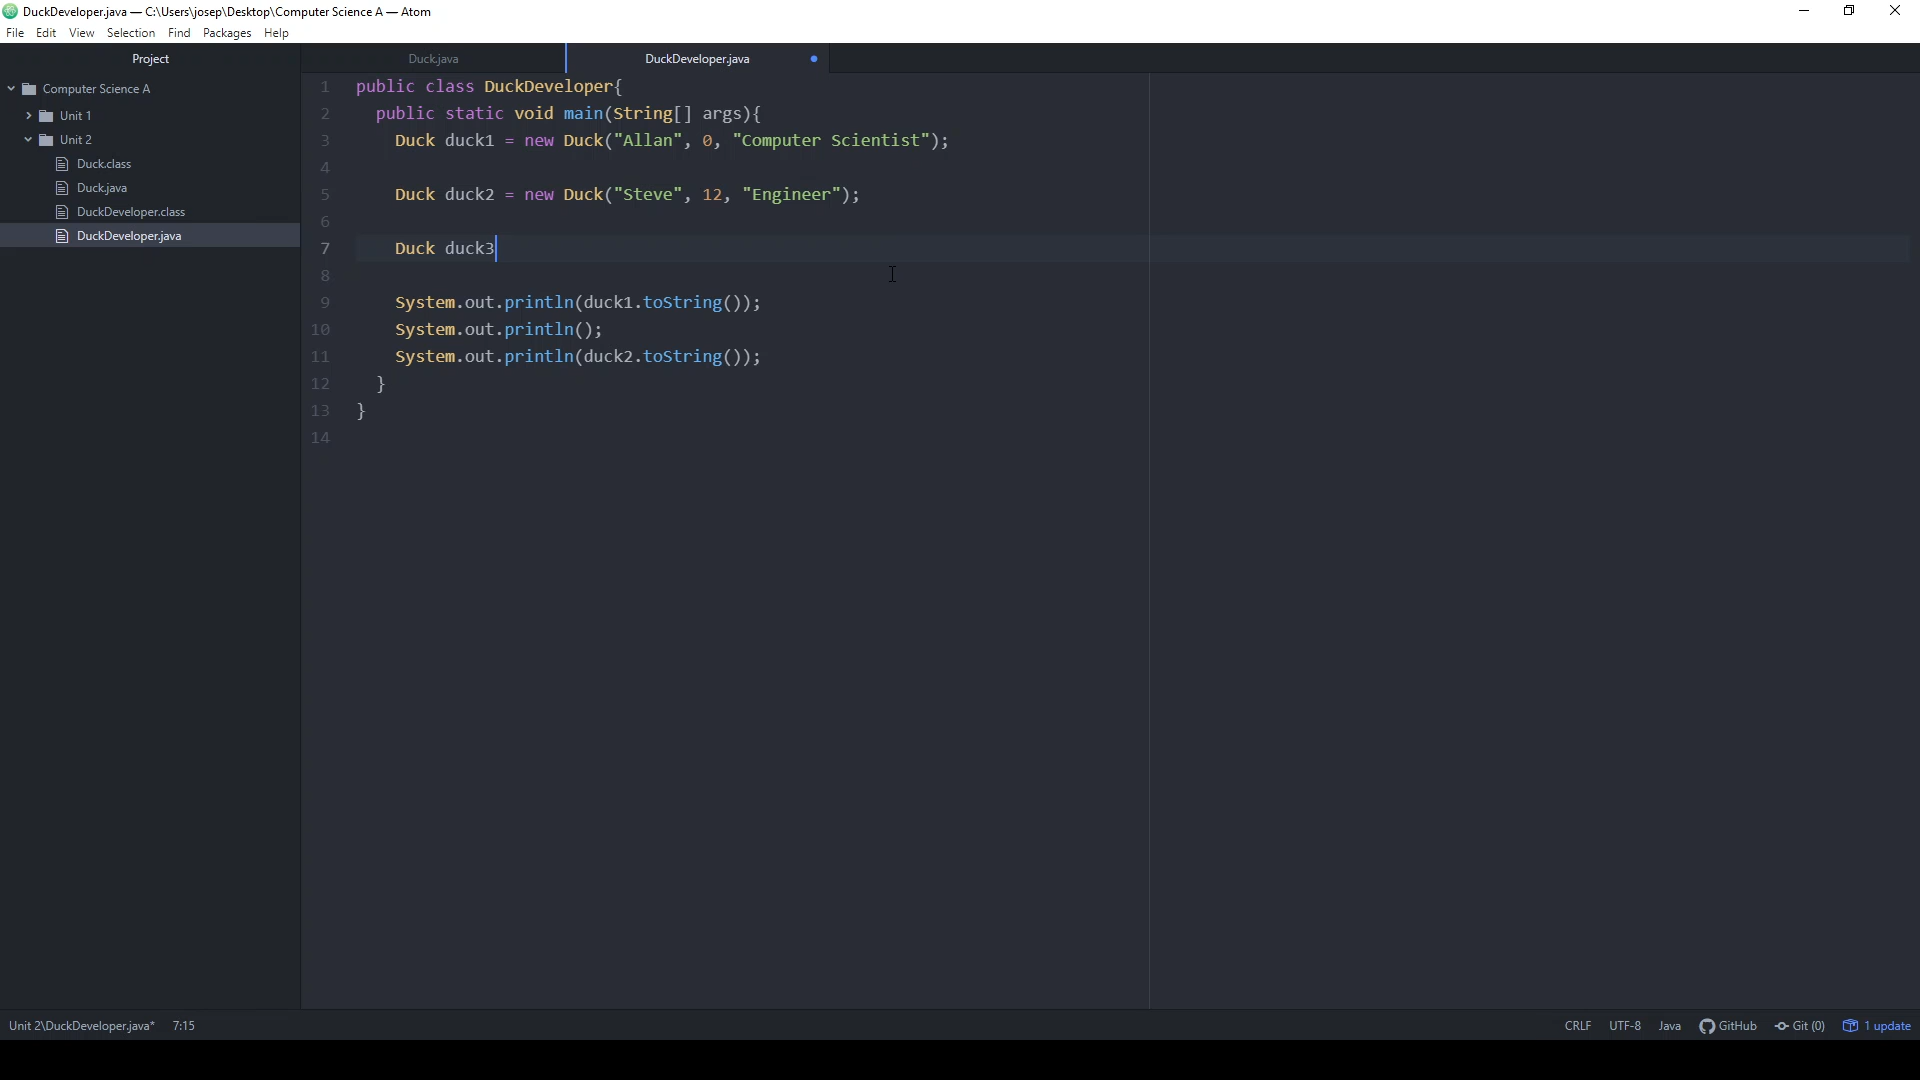 DuckDeveloper.java — C:\Users\josep\Desktop\Computer Science A — Atom
File Edit View Selection Find Packages Help
Project
Computer Science A
Unit 1
Unit 2
Duck.class
Duck.java
DuckDeveloper.class
DuckDeveloper.java
Duck.java DuckDeveloper.java
1 public class DuckDeveloper{
2 public static void main(String[] args){
3 Duck duck1 = new Duck("Allan", 0, "Computer Scientist");
4
5 Duck duck2 = new Duck("Steve", 12, "Engineer");
6
7 Duck duck3
8
9 System.out.println(duck1.toString());
10 System.out.println();
11 System.out.println(duck2.toString());
12 }
13 }
14
Unit 2\DuckDeveloper.java* 7:15 CRLF UTF-8 Java GitHub Git (0) 1 update